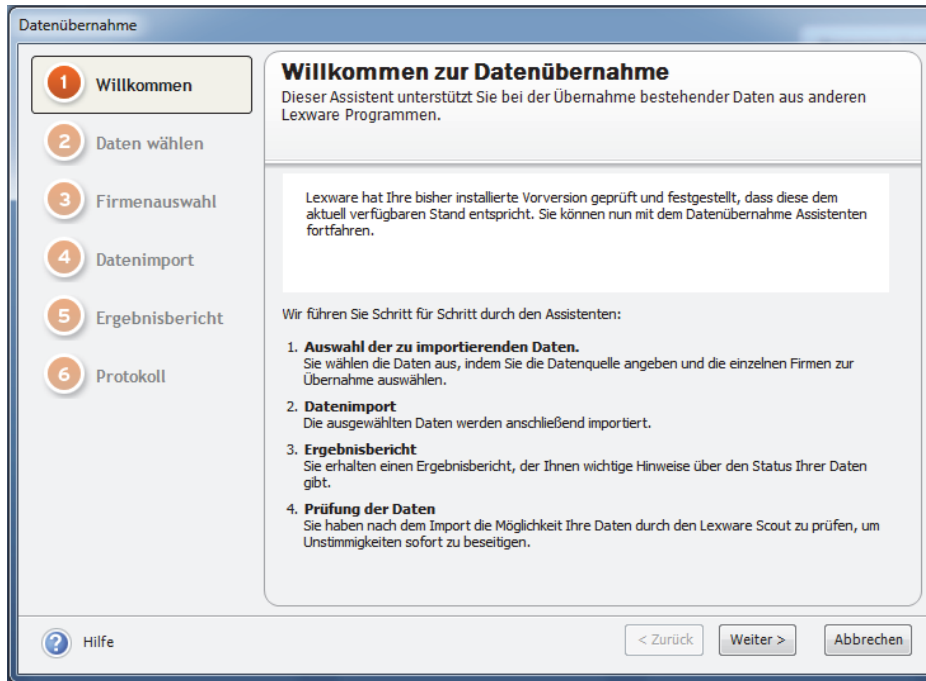 Datenübernahme
1 Willkommen
2 Daten wählen
3 Firmenauswahl
4 Datenimport
5 Ergebnisbericht
6 Protokoll
Willkommen zur Datenübernahme
Dieser Assistent unterstützt Sie bei der Übernahme bestehender Daten aus anderen
Lexware Programmen.
Lexware hat Ihre bisher installierte Vorversion geprüft und festgestellt, dass diese dem
aktuell verfügbaren Stand entspricht. Sie können nun mit dem Datenübernahme Assistenten
fortfahren.
Wir führen Sie Schritt für Schritt durch den Assistenten:
1. Auswahl der zu importierenden Daten.
Sie wählen die Daten aus, indem Sie die Datenquelle angeben und die einzelnen Firmen zur
Übernahme auswählen.
2. Datenimport
Die ausgewählten Daten werden anschließend importiert.
3. Ergebnisbericht
Sie erhalten einen Ergebnisbericht, der Ihnen wichtige Hinweise über den Status Ihrer Daten
gibt.
4. Prüfung der Daten
Sie haben nach dem Import die Möglichkeit Ihre Daten durch den Lexware Scout zu prüfen, um
Unstimmigkeiten sofort zu beseitigen.
? Hilfe
< Zurück
Weiter >
Abbrechen